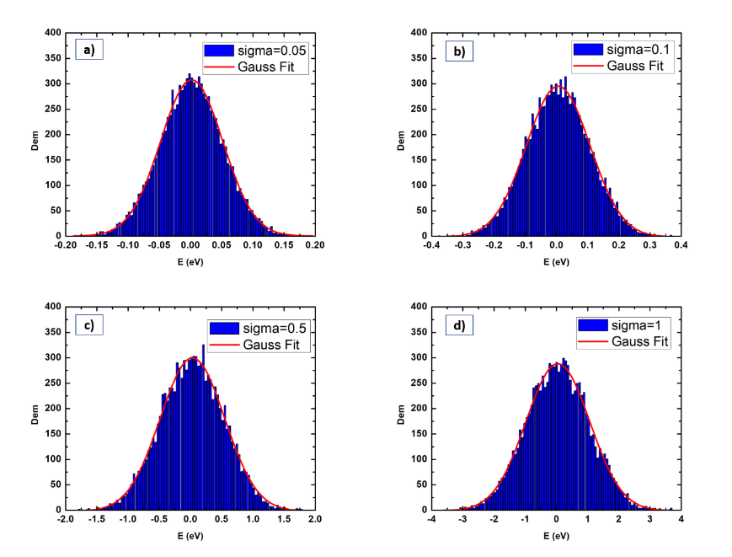 a)
sigma=0.05
Gauss Fit
400
350
300
250
200
150
100
50
0
Dem
-0.20 -0.15 -0.10 -0.05 0.00 0.05 0.10 0.15 0.20
E (eV)
b)
sigma=0.1
Gauss Fit
400
350
300
250
200
150
100
50
0
Dem
-0.4 -0.3 -0.2 -0.1 0.0 0.1 0.2 0.3 0.4
E (eV)
c)
sigma=0.5
Gauss Fit
400
350
300
250
200
150
100
50
0
Dem
-2.0 -1.5 -1.0 -0.5 0.0 0.5 1.0 1.5 2.0
E (eV)
d)
sigma=1
Gauss Fit
400
350
300
250
200
150
100
50
0
Dem
-4 -3 -2 -1 0 1 2 3 4
E (eV)